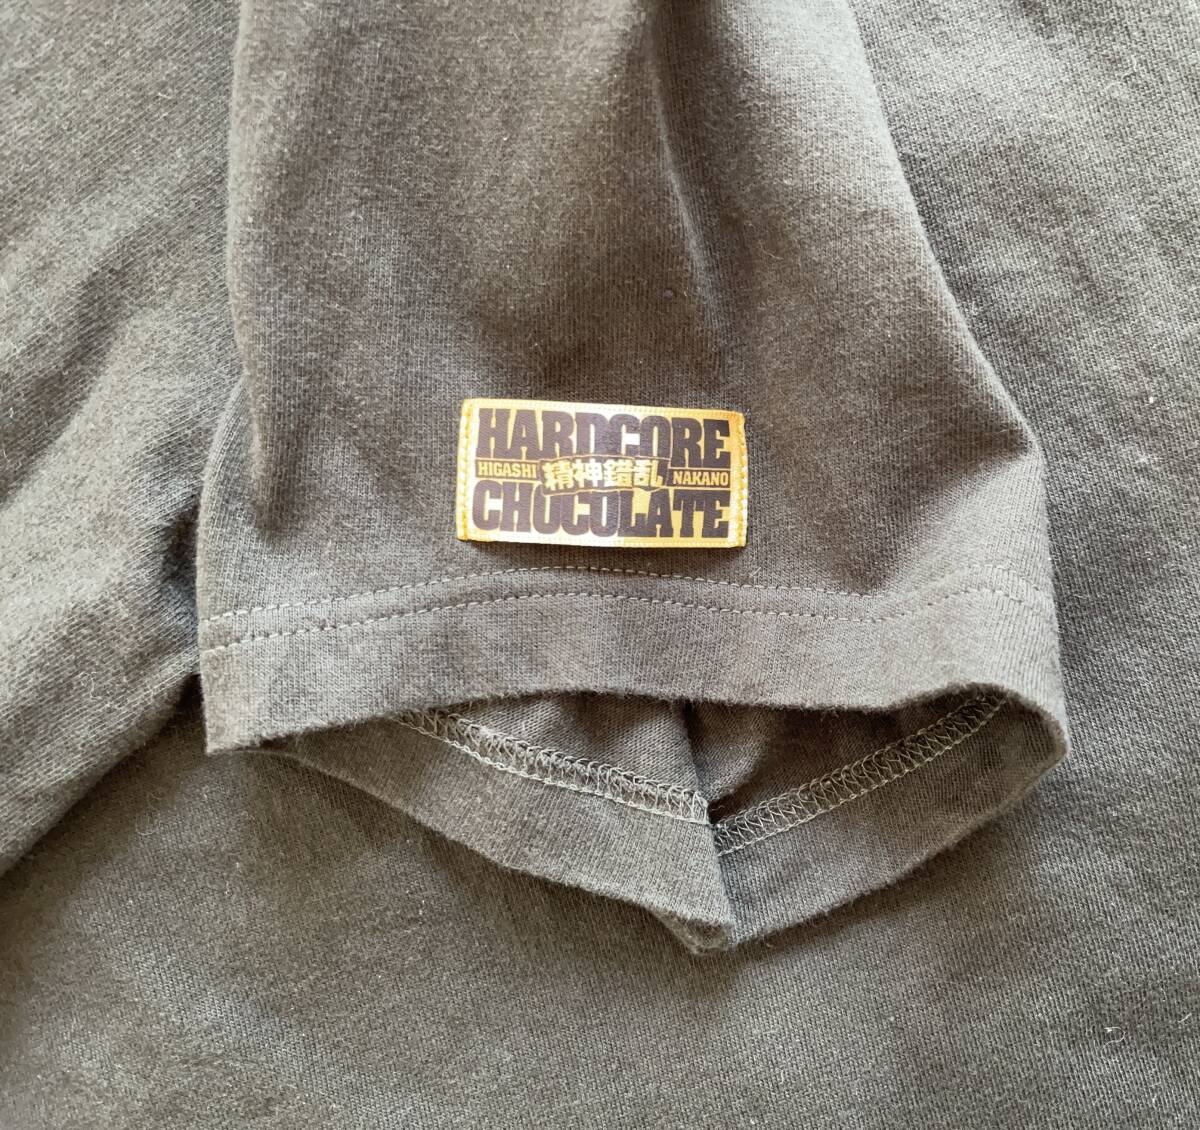 HARDCORE
HIGASHI 精神錯乱 NAKANO
CHOCOLATE